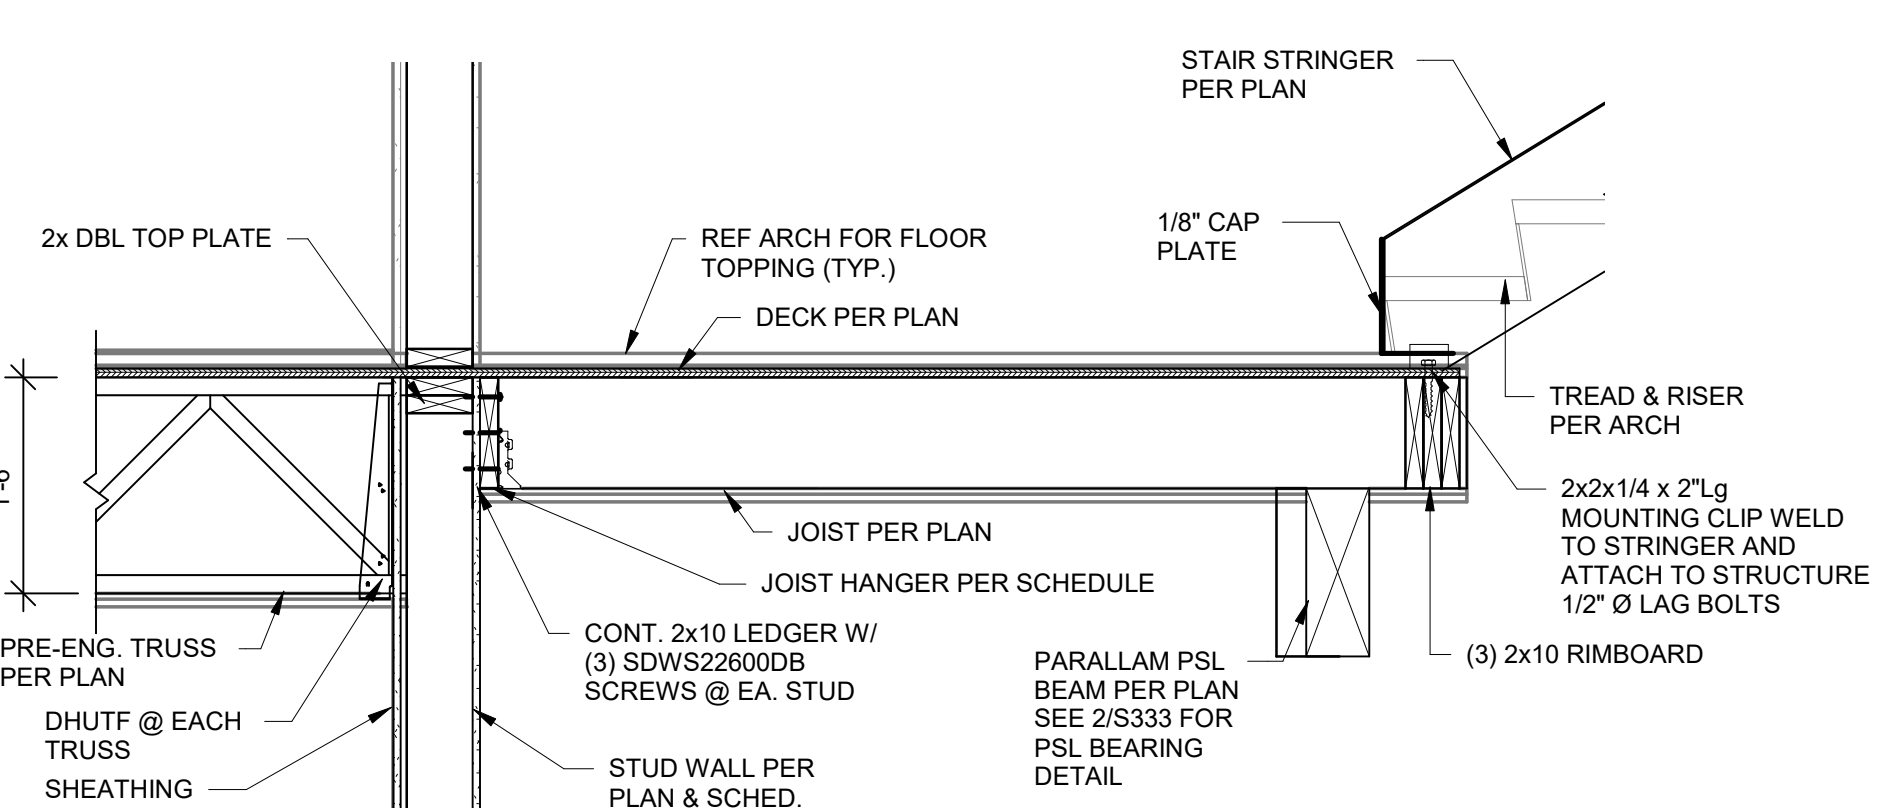 STAIR STRINGER
PER PLAN
2x DBL TOP PLATE
REF ARCH FOR FLOOR
TOPPING (TYP.)
1/8" CAP
PLATE
DECK PER PLAN
TREAD & RISER
PER ARCH
2x2x1/4 x 2"Lg
MOUNTING CLIP WELD
TO STRINGER AND
ATTACH TO STRUCTURE
1/2" Ø LAG BOLTS
JOIST PER PLAN
JOIST HANGER PER SCHEDULE
PRE-ENG. TRUSS
PER PLAN
CONT. 2x10 LEDGER W/
(3) SDWS22600DB
SCREWS @ EA. STUD
PARALLAM PSL
BEAM PER PLAN
SEE 2/S333 FOR
PSL BEARING
DETAIL
(3) 2x10 RIMBOARD
DHUTF @ EACH
TRUSS
SHEATHING
STUD WALL PER
PLAN & SCHED.